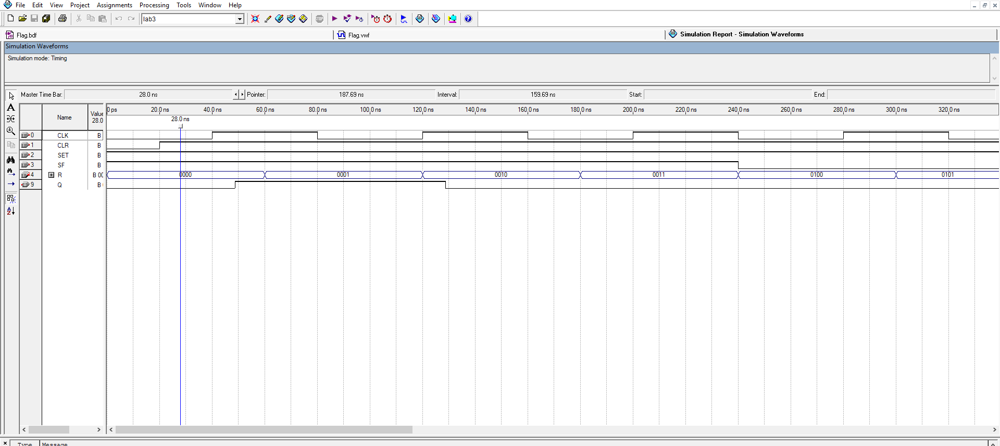 File Edit View Project Assignments Processing Tools Window Help
lab3
STOP
Flag.bdf Flag.vwf Simulation Report - Simulation Waveforms
Simulation Waveforms
Simulation mode: Timing
Master Time Bar: 28.0 ns Pointer: 187.69 ns Interval: 159.69 ns Start: End:
Name Value 28.0
0 ps 20.0 ns 40.0 ns 60.0 ns 80.0 ns 100.0 ns 120.0 ns 140.0 ns 160.0 ns 180.0 ns 200.0 ns 220.0 ns 240.0 ns 260.0 ns 280.0 ns 300.0 ns 320.0 ns
28.0 ns
0 CLK B
1 CLR B
2 SET B
3 SF B
4 R B 00 0000 0001 0010 0011 0100 0101
9 Q B
Type Message